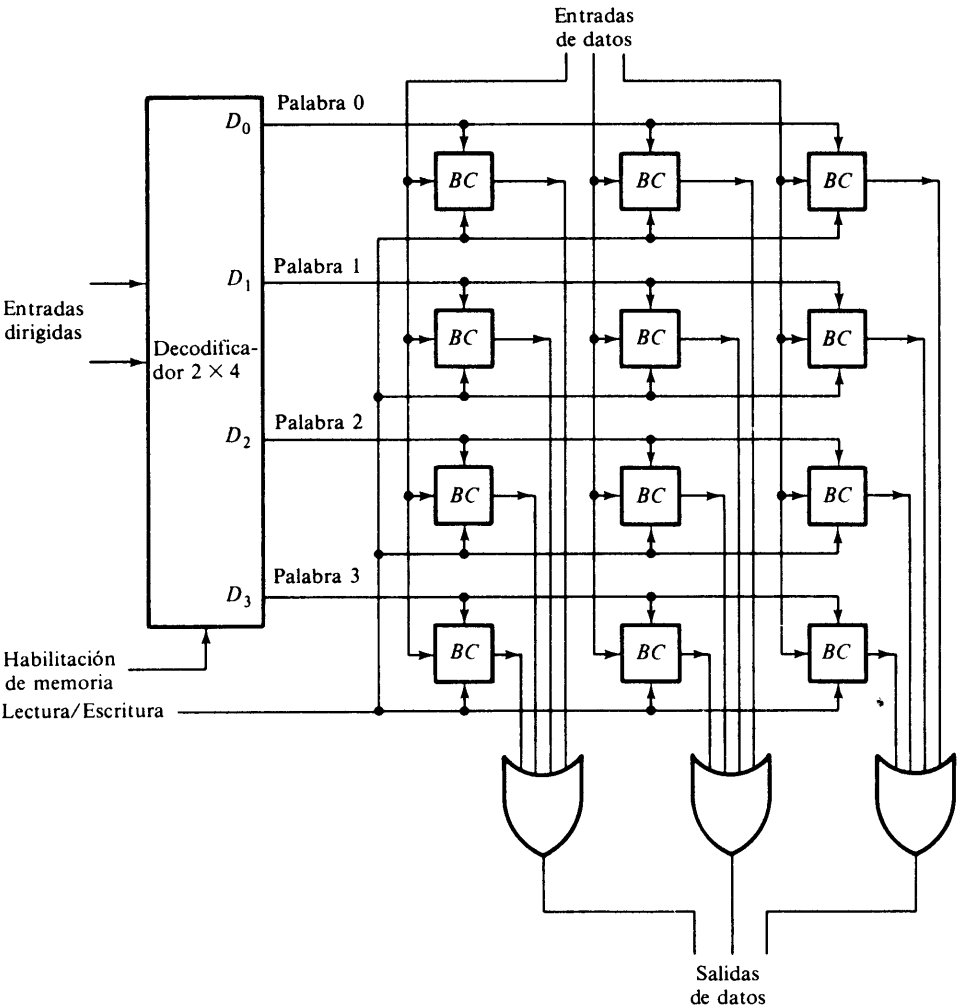 Entradas
de datos
Palabra 0
D0
BC BC BC
Palabra 1
D1
Entradas
dirigidas
BC BC BC
Decodifica-
dor 2 × 4
Palabra 2
D2
BC BC BC
Palabra 3
D3
BC BC BC
Habilitación
de memoria
Lectura/Escritura
Salidas
de datos